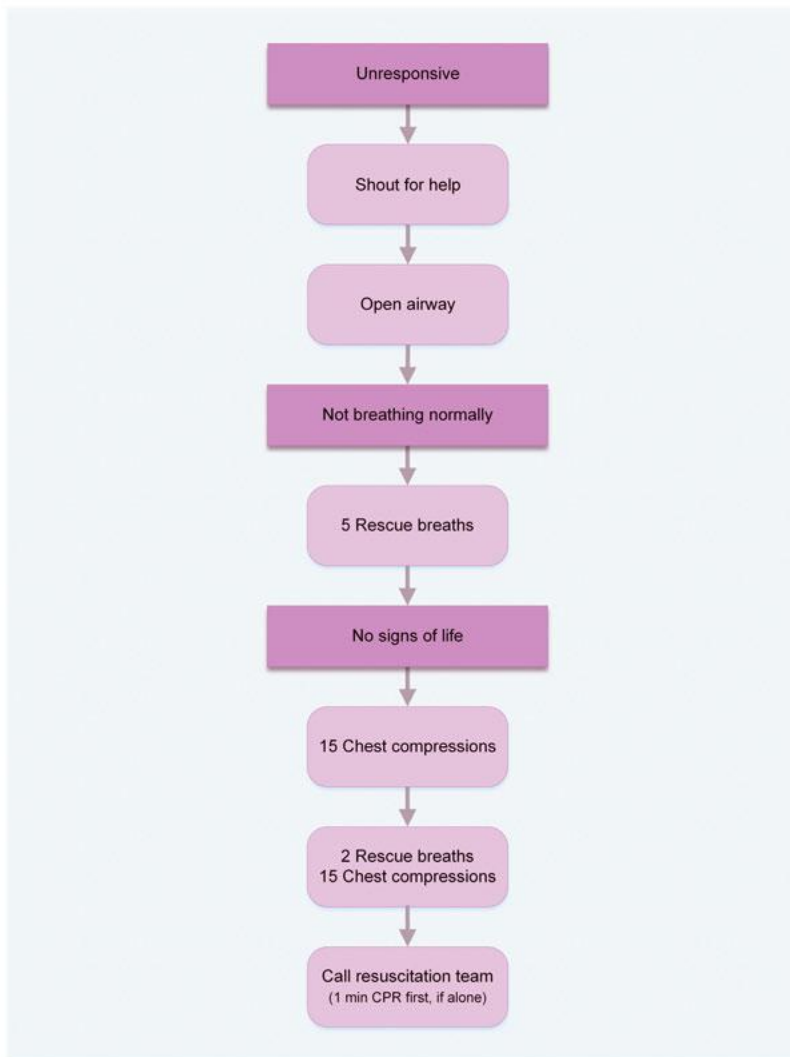 Unresponsive
Shout for help
Open airway
Not breathing normally
5 Rescue breaths
No signs of life
15 Chest compressions
2 Rescue breaths
15 Chest compressions
Call resuscitation team
(1 min CPR first, if alone)